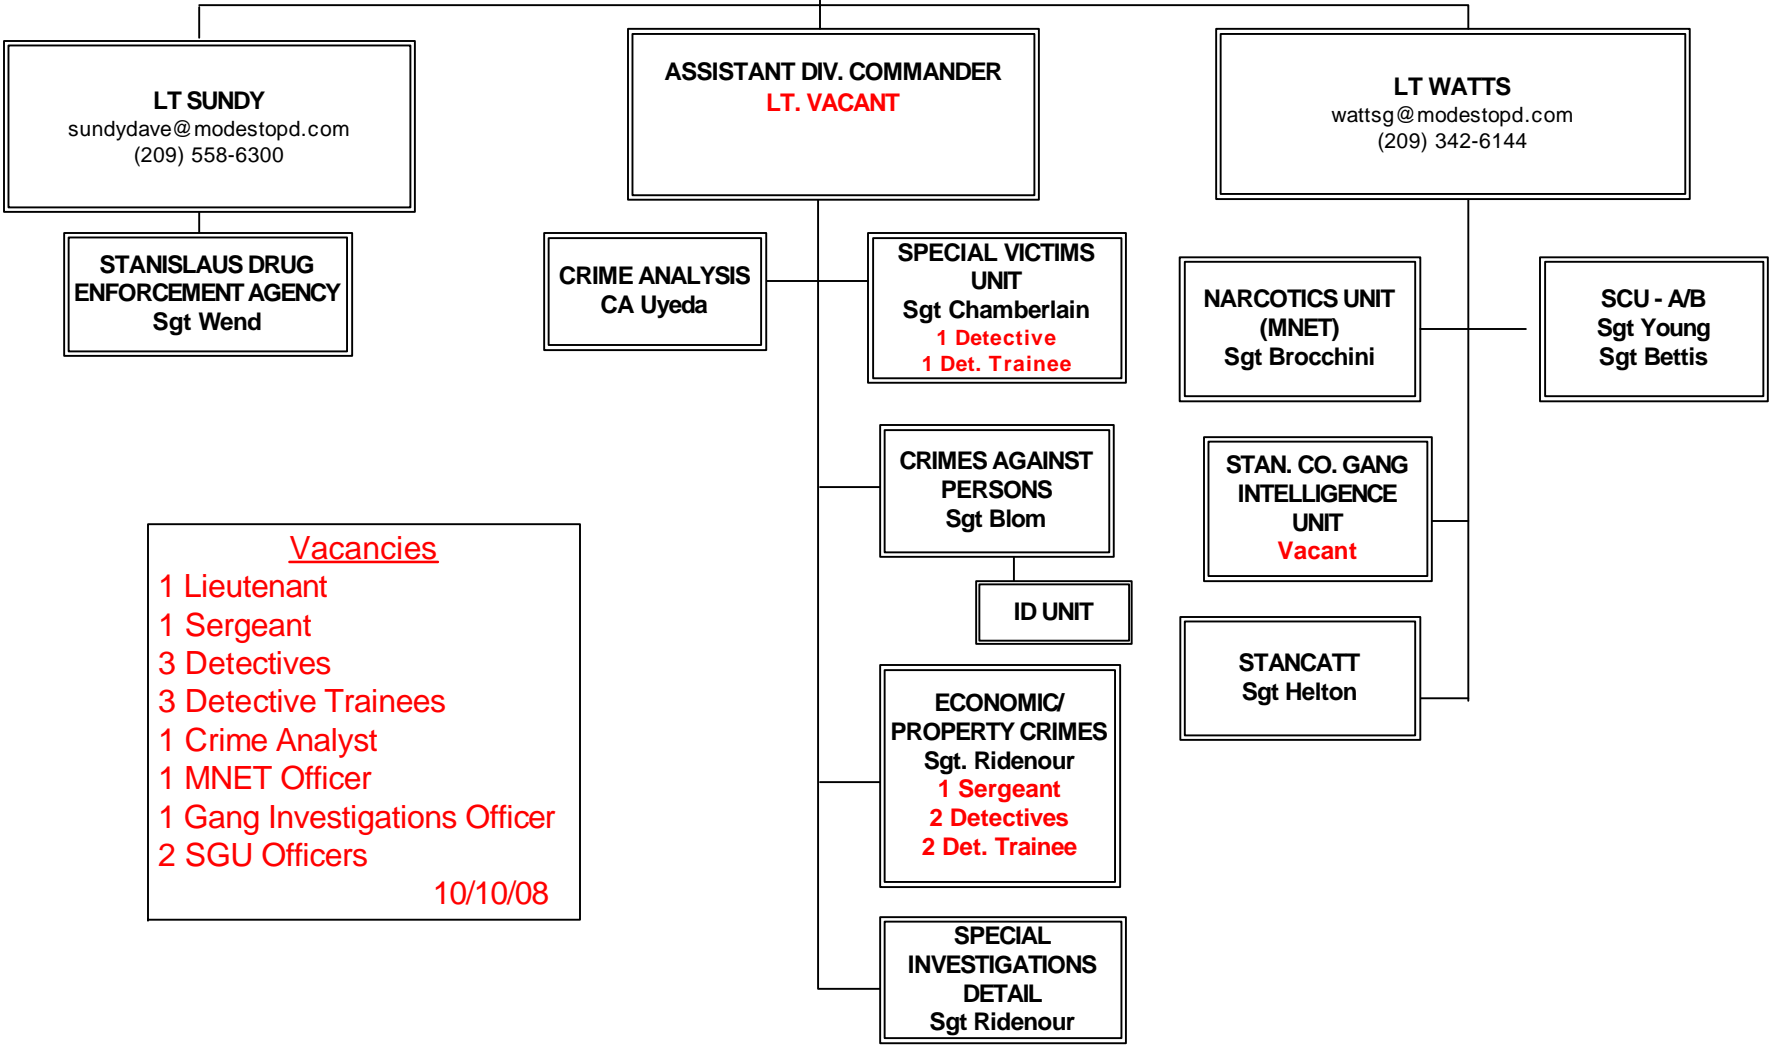 LT SUNDY
sundydave@modestopd.com
(209) 558-6300
ASSISTANT DIV. COMMANDER
LT. VACANT
LT WATTS
wattsg@modestopd.com
(209) 342-6144
STANISLAUS DRUG
ENFORCEMENT AGENCY
Sgt Wend
CRIME ANALYSIS
CA Uyeda
SPECIAL VICTIMS
UNIT
Sgt Chamberlain
1 Detective
1 Det. Trainee
NARCOTICS UNIT
(MNET)
Sgt Brocchini
SCU - A/B
Sgt Young
Sgt Bettis
CRIMES AGAINST
PERSONS
Sgt Blom
STAN. CO. GANG
INTELLIGENCE
UNIT
Vacant
ID UNIT
STANCATT
Sgt Helton
ECONOMIC/
PROPERTY CRIMES
Sgt. Ridenour
1 Sergeant
2 Detectives
2 Det. Trainee
SPECIAL
INVESTIGATIONS
DETAIL
Sgt Ridenour
Vacancies
1 Lieutenant
1 Sergeant
3 Detectives
3 Detective Trainees
1 Crime Analyst
1 MNET Officer
1 Gang Investigations Officer
2 SGU Officers
10/10/08